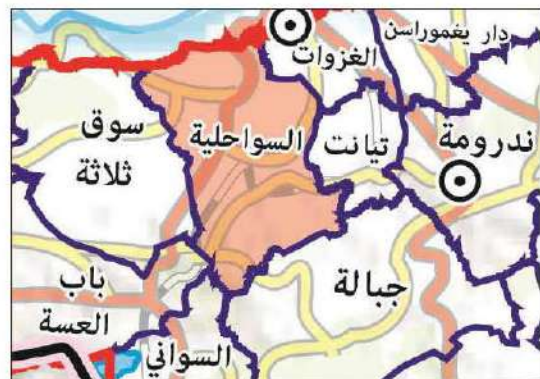 دار يغموراسن
الغزوات
سوق
ثلاثة
السواحلية
تيانت
ندرومة
باب
العسة
جبالة
السواني